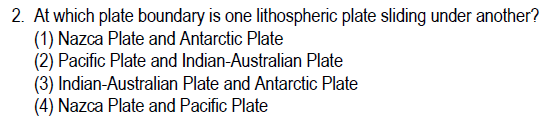 2. At which plate boundary is one lithospheric plate sliding under another?
(1) Nazca Plate and Antarctic Plate
(2) Pacific Plate and Indian-Australian Plate
(3) Indian-Australian Plate and Antarctic Plate
(4) Nazca Plate and Pacific Plate